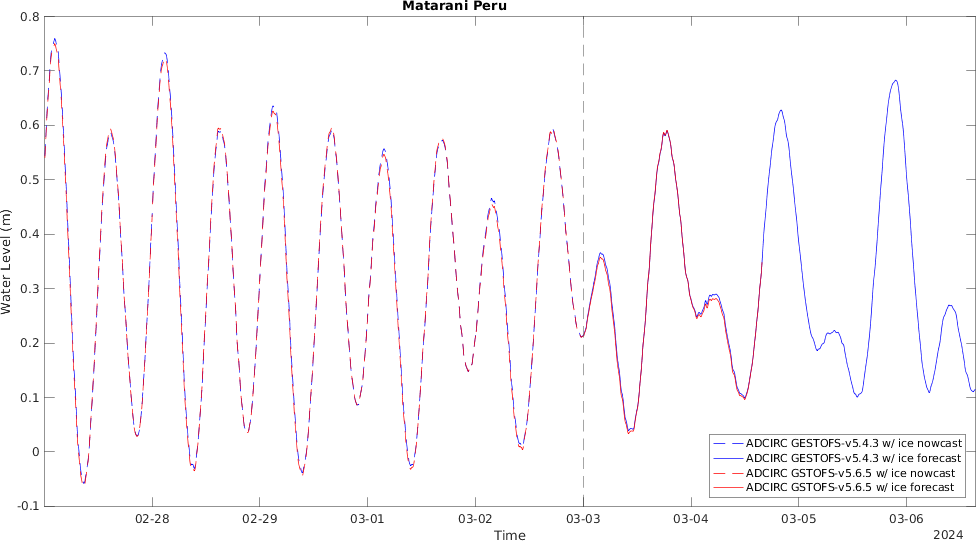 Matarani Peru
Water Level (m)
0.8
0.7
0.6
0.5
0.4
0.3
0.2
0.1
0
-0.1
02-28
02-29
03-01
03-02
03-03
03-04
03-05
03-06
Time
2024
ADCIRC GESTOFS-v5.4.3 w/ ice nowcast
ADCIRC GESTOFS-v5.4.3 w/ ice forecast
ADCIRC GSTOFS-v5.6.5 w/ ice nowcast
ADCIRC GSTOFS-v5.6.5 w/ ice forecast